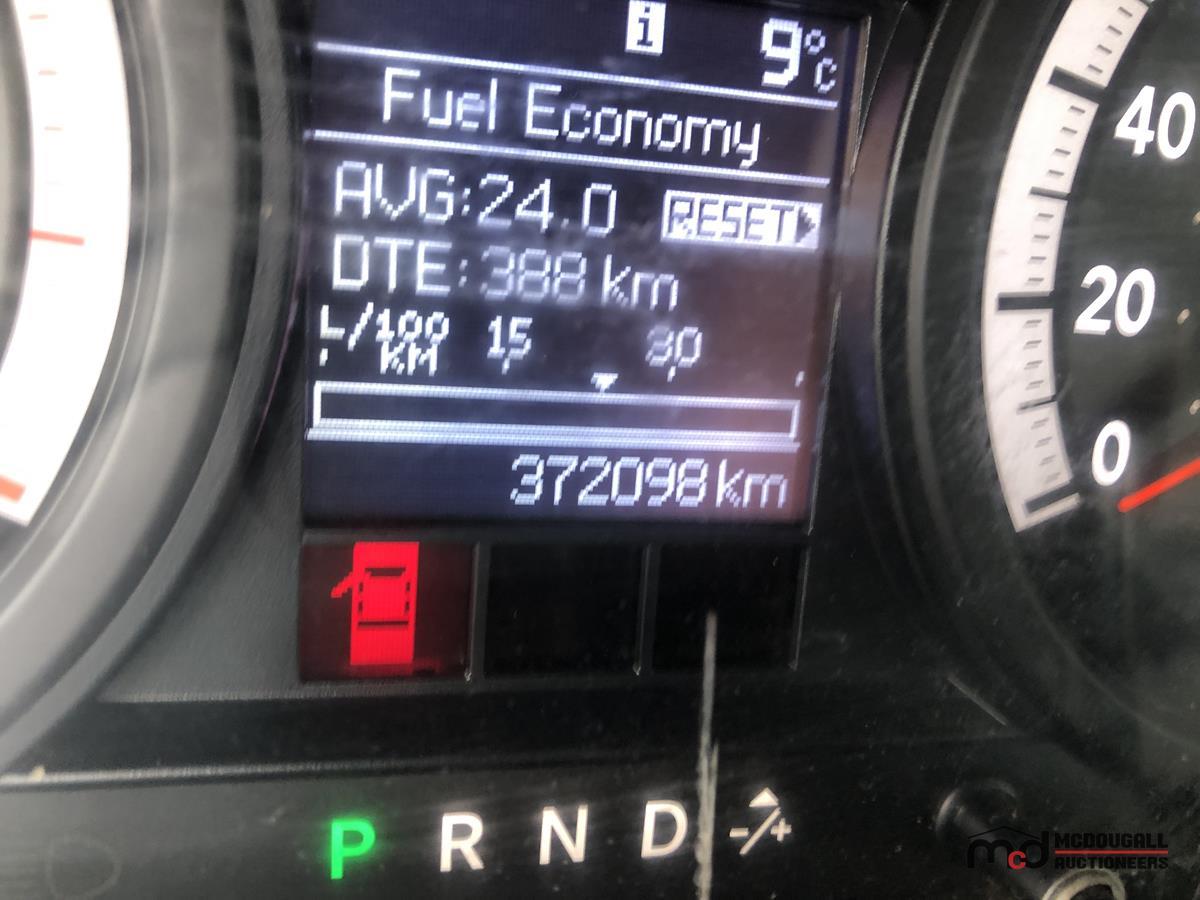 i 9°C
Fuel Economy
AVG:24.0 RESET>
DTE:388 km
L/100 KM 15 30
372098 km
40
20
0
P R N D -/+
mcd MCDOUGALL AUCTIONEERS